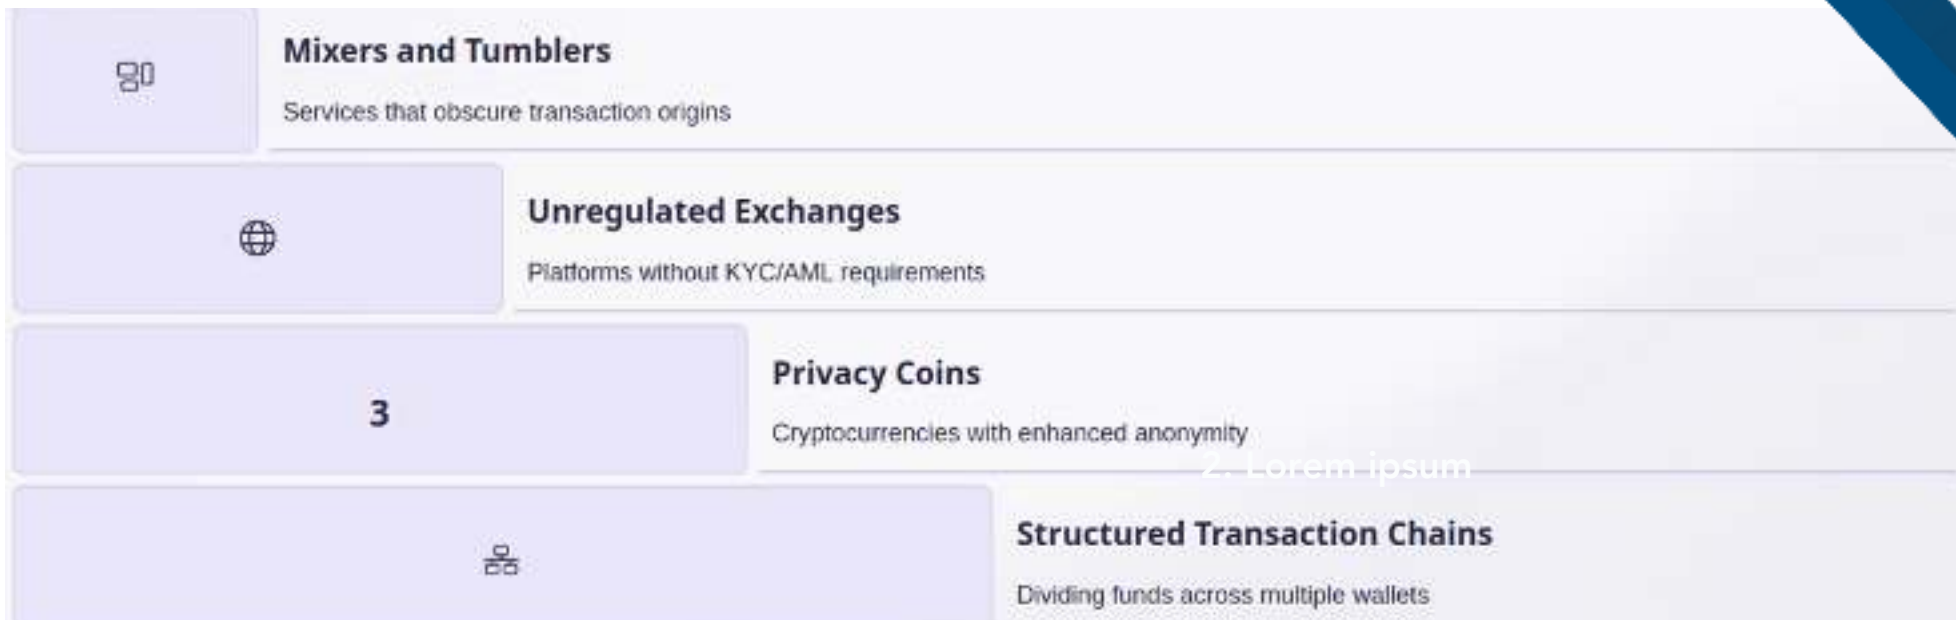 Mixers and Tumblers
Services that obscure transaction origins
Unregulated Exchanges
Platforms without KYC/AML requirements
3
Privacy Coins
Cryptocurrencies with enhanced anonymity
2. Lorem ipsum
Structured Transaction Chains
Dividing funds across multiple wallets